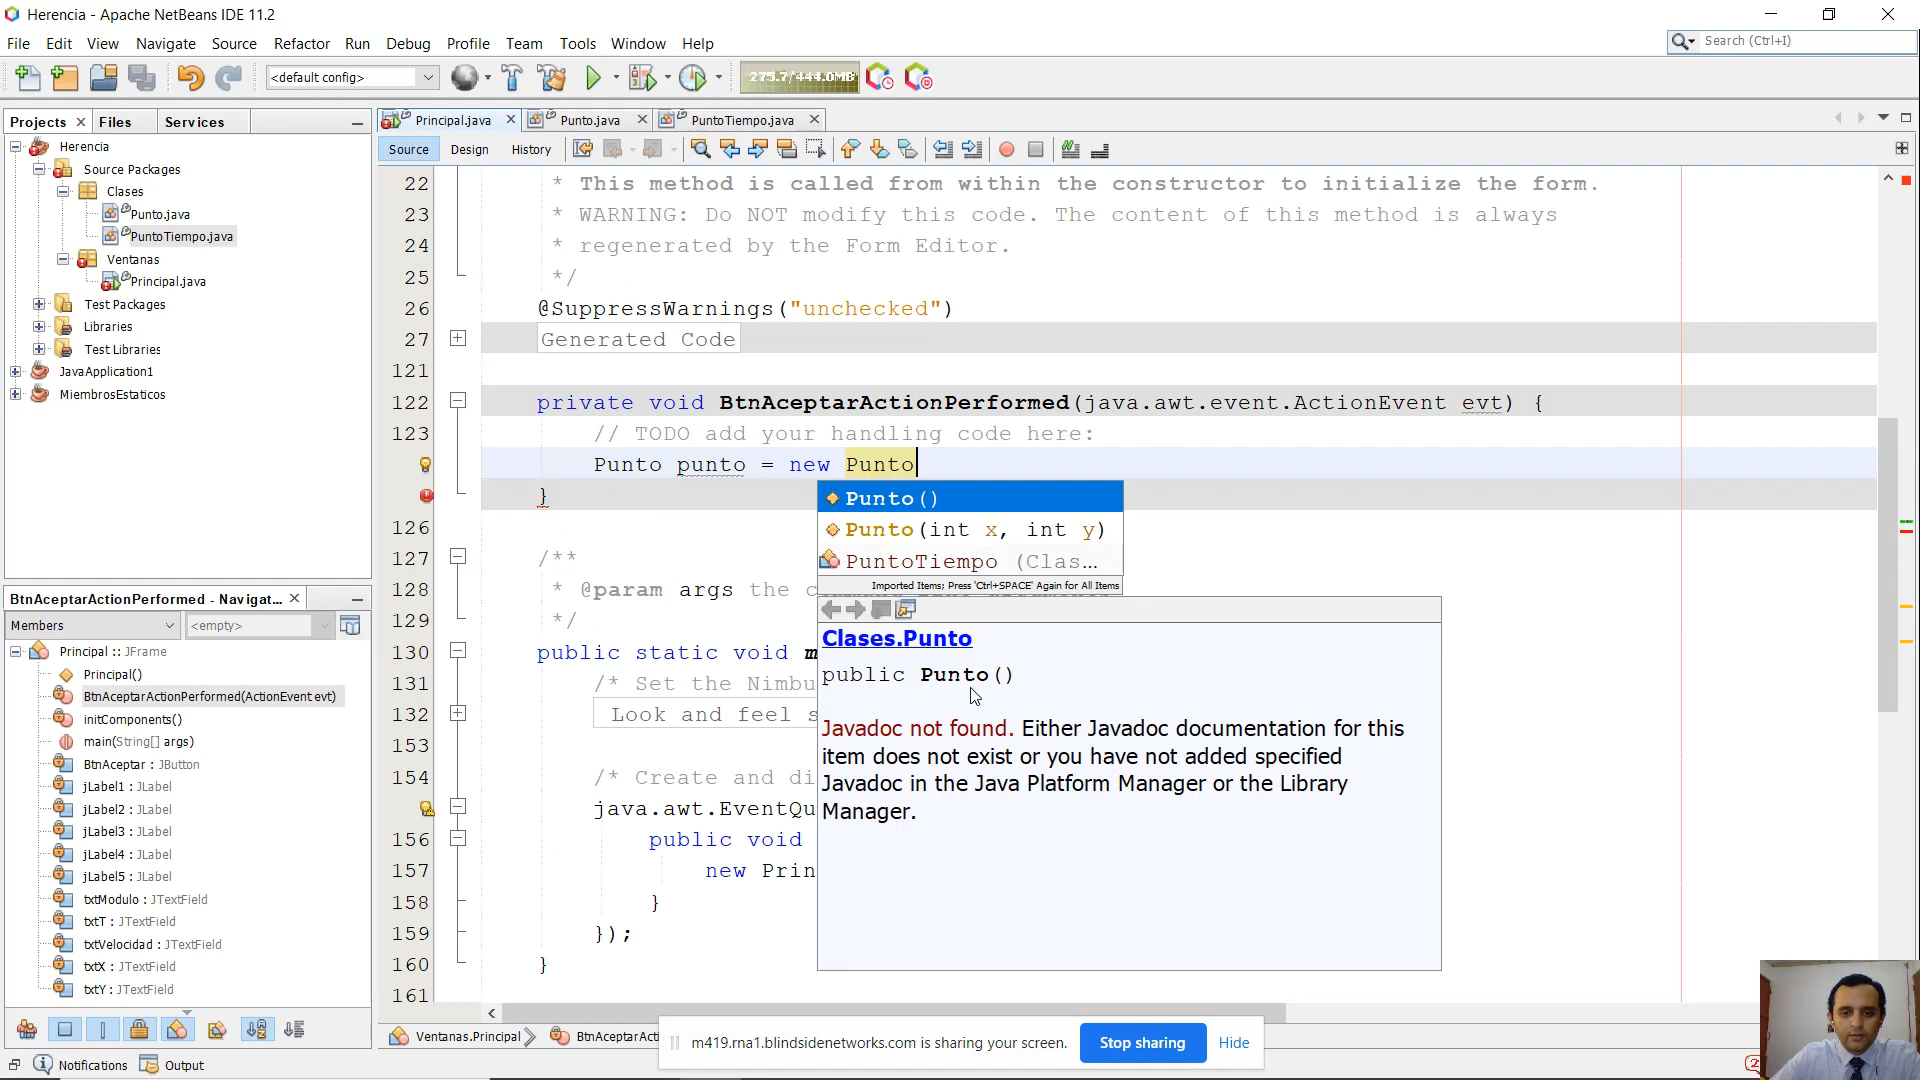 Herencia - Apache NetBeans IDE 11.2
File Edit View Navigate Source Refactor Run Debug Profile Team Tools Window Help
Search (Ctrl+I)
<default config>
275.7/444.0MB
Projects Files Services
Principal.java Punto.java PuntoTiempo.java
Source Design History
Herencia
Source Packages
Clases
Punto.java
PuntoTiempo.java
Ventanas
Principal.java
Test Packages
Libraries
Test Libraries
JavaApplication1
MiembrosEstaticos
22 * This method is called from within the constructor to initialize the form.
23 * WARNING: Do NOT modify this code. The content of this method is always
24 * regenerated by the Form Editor.
25 */
26 @SuppressWarnings("unchecked")
27 Generated Code
121
122 private void BtnAceptarActionPerformed(java.awt.event.ActionEvent evt) {
123 // TODO add your handling code here:
Punto punto = new Punto
}
126
127 /**
128 * @param args the c
129 */
130 public static void m
131 /* Set the Nimbu
132 Look and feel s
153
154 /* Create and di
java.awt.EventQu
156 public void
157 new Prin
158 }
159 });
160 }
161
Punto()
Punto(int x, int y)
PuntoTiempo (Clas...
Imported Items; Press 'Ctrl+SPACE' Again for All Items
Clases.Punto
public Punto()
Javadoc not found. Either Javadoc documentation for this
item does not exist or you have not added specified
Javadoc in the Java Platform Manager or the Library
Manager.
BtnAceptarActionPerformed - Navigat...
Members <empty>
Principal :: JFrame
Principal()
BtnAceptarActionPerformed(ActionEvent evt)
initComponents()
main(String[] args)
BtnAceptar : JButton
jLabel1 : JLabel
jLabel2 : JLabel
jLabel3 : JLabel
jLabel4 : JLabel
jLabel5 : JLabel
txtModulo : JTextField
txtT : JTextField
txtVelocidad : JTextField
txtX : JTextField
txtY : JTextField
Ventanas.Principal BtnAceptarActi
m419.rna1.blindsidenetworks.com is sharing your screen. Stop sharing Hide
Notifications Output